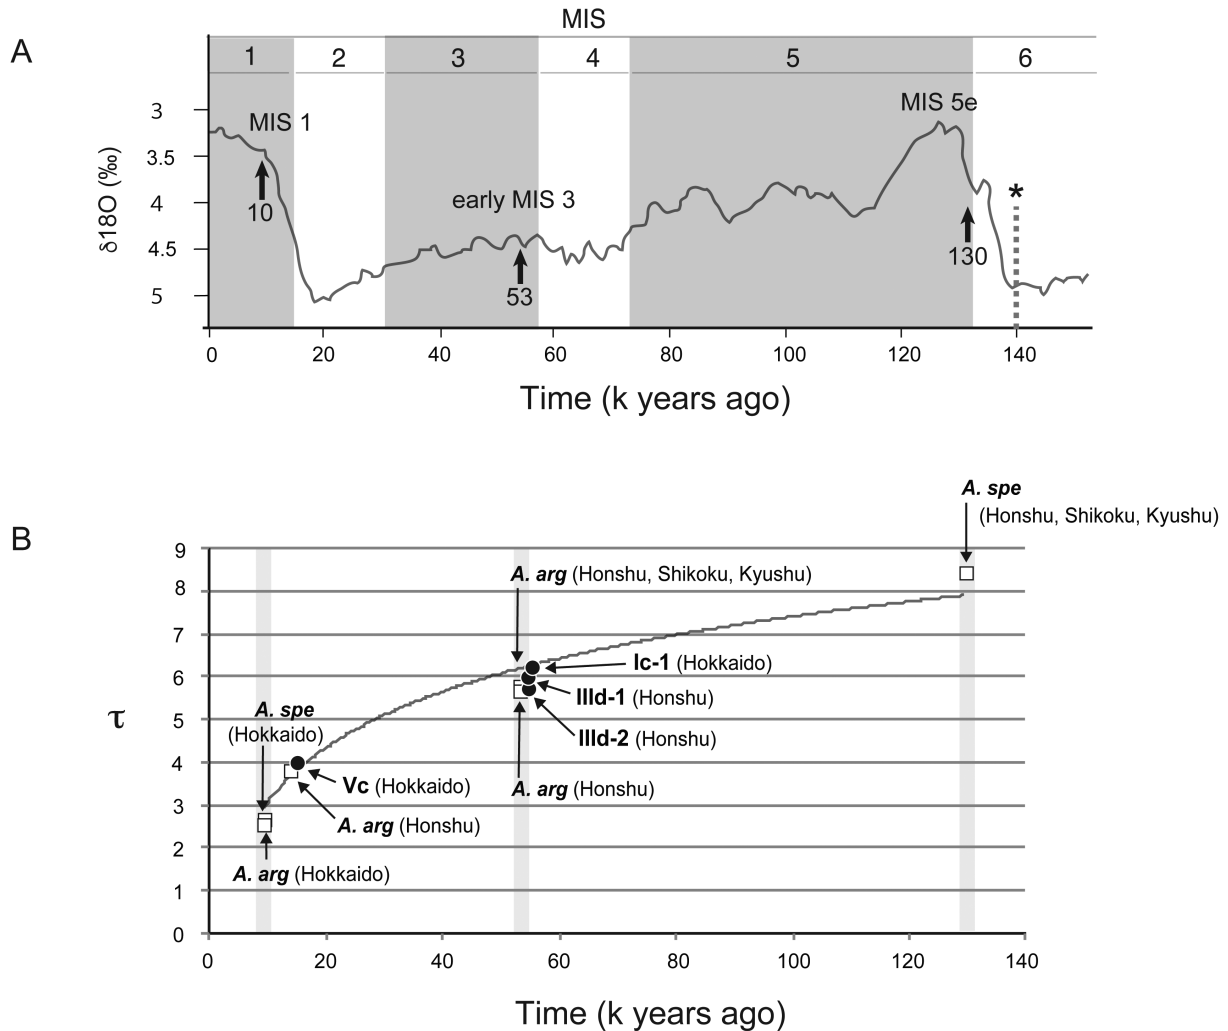 MIS
A
1 2 3 4 5 6
MIS 5e
3
MIS 1
3.5
early MIS 3
4
*
10
4.5
130
53
5
δ18O (‰)
0 20 40 60 80 100 120 140
Time (k years ago)
A. spe
(Honshu, Shikoku, Kyushu)
B
9
A. arg (Honshu, Shikoku, Kyushu)
8
7
Ic-1 (Hokkaido)
6
IIId-1 (Honshu)
A. spe
5
(Hokkaido)
IIId-2 (Honshu)
τ
4
Vc (Hokkaido)
A. arg (Honshu)
3
A. arg (Honshu)
2
A. arg (Hokkaido)
1
0
0 20 40 60 80 100 120 140
Time (k years ago)